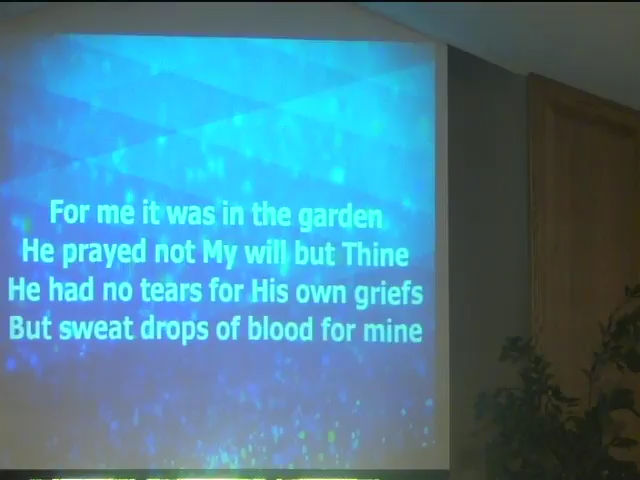 For me it was in the garden
He prayed not My will but Thine
He had no tears for His own griefs
But sweat drops of blood for mine